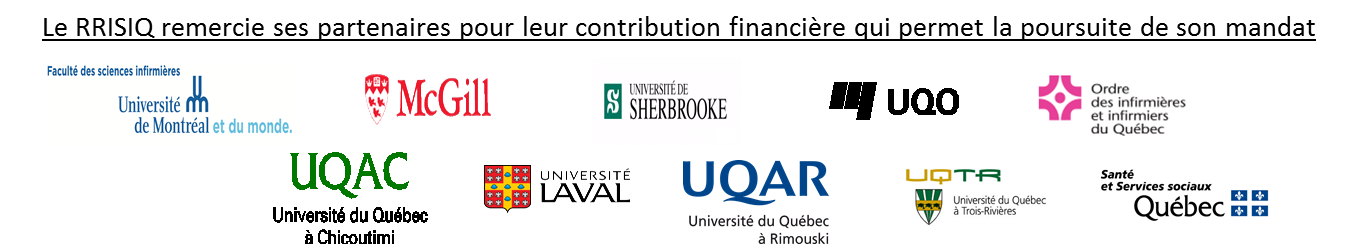 Le RRISIQ remercie ses partenaires pour leur contribution financière qui permet la poursuite de son mandat
Faculté des sciences infirmières
Université
de Montréal et du monde.
McGill
UNIVERSITÉ DE
SHERBROOKE
UQO
Ordre
des infirmières
et infirmiers
du Québec
UQAC
Université du Québec
à Chicoutimi
UNIVERSITÉ
LAVAL
UQAR
Université du Québec
à Rimouski
UQTR
Université du Québec
à Trois-Rivières
Santé
et Services sociaux
Québec